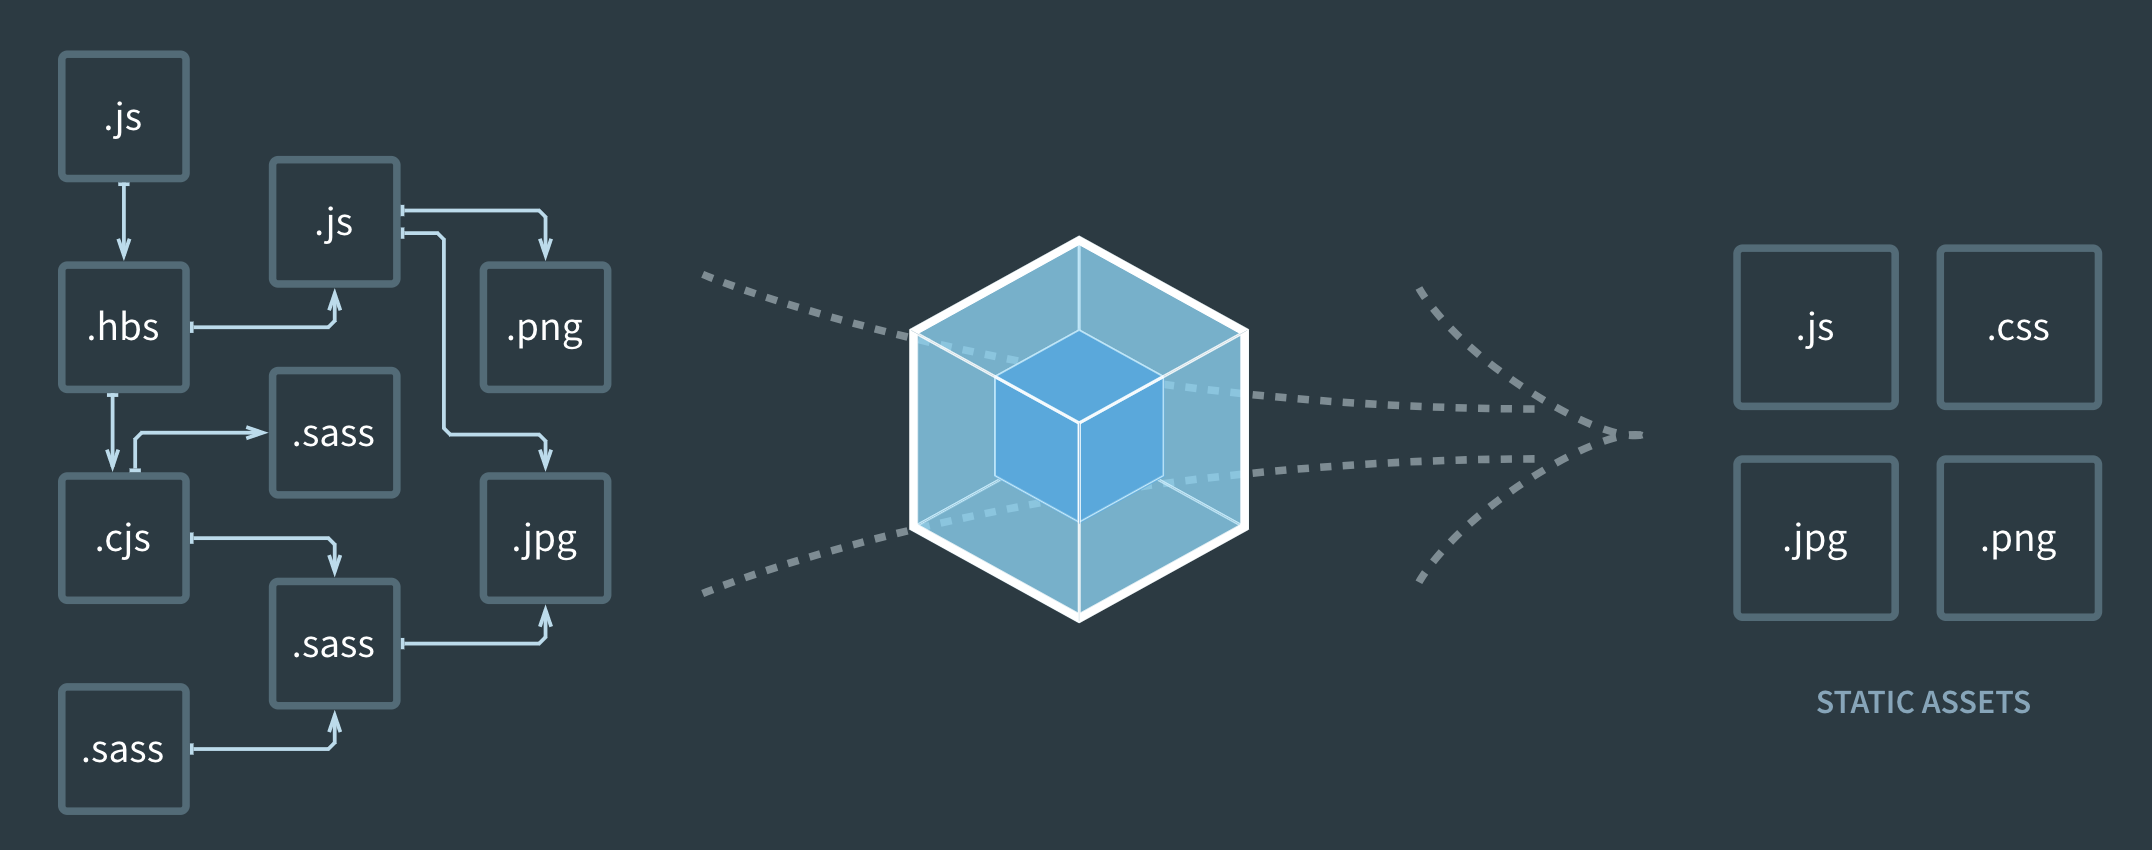 .js
.js
.hbs
.png
.sass
.cjs
.jpg
.sass
.sass
.js
.css
.jpg
.png
STATIC ASSETS